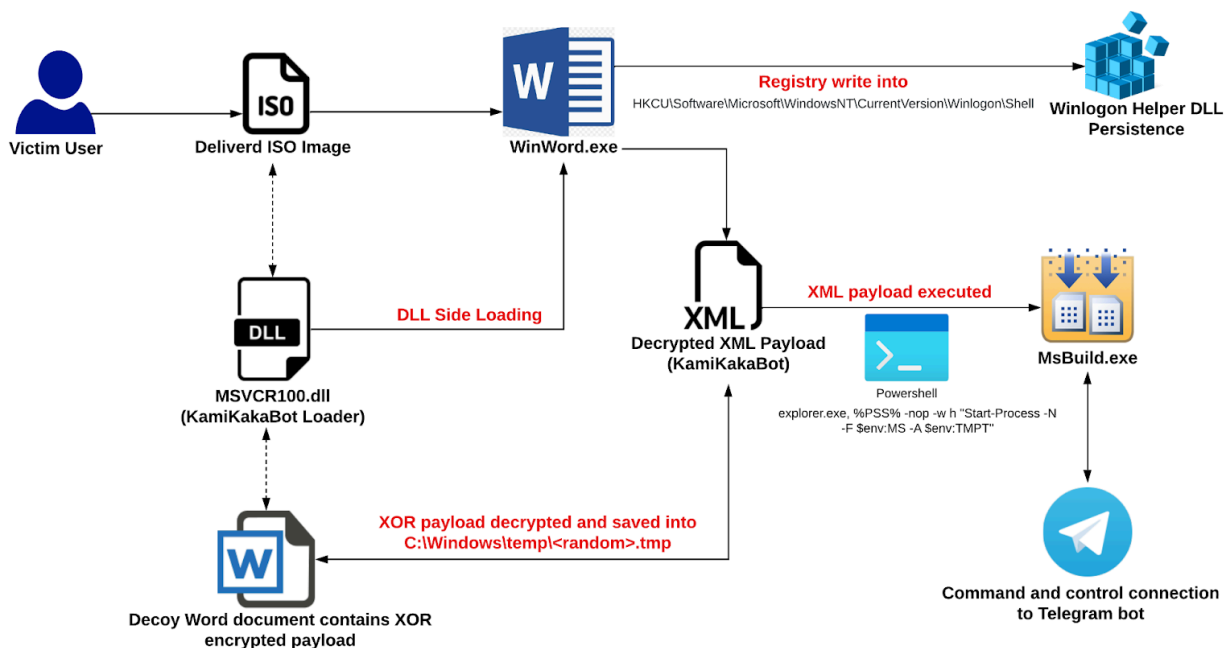 ISO
W
Registry write into
HKCU\Software\Microsoft\WindowsNT\CurrentVersion\Winlogon\Shell
Winlogon Helper DLL
Persistence
Victim User
Deliverd ISO Image
WinWord.exe
DLL
DLL Side Loading
MSVCR100.dll
(KamiKakaBot Loader)
XML
Decrypted XML Payload
(KamiKakaBot)
XML payload executed
>_
Powershell
explorer.exe, %PSS% -nop -w h "Start-Process -N
-F $env:MS -A $env:TMPT"
MsBuild.exe
XOR payload decrypted and saved into
C:\Windows\temp\<random>.tmp
W
Decoy Word document contains XOR
encrypted payload
Command and control connection
to Telegram bot